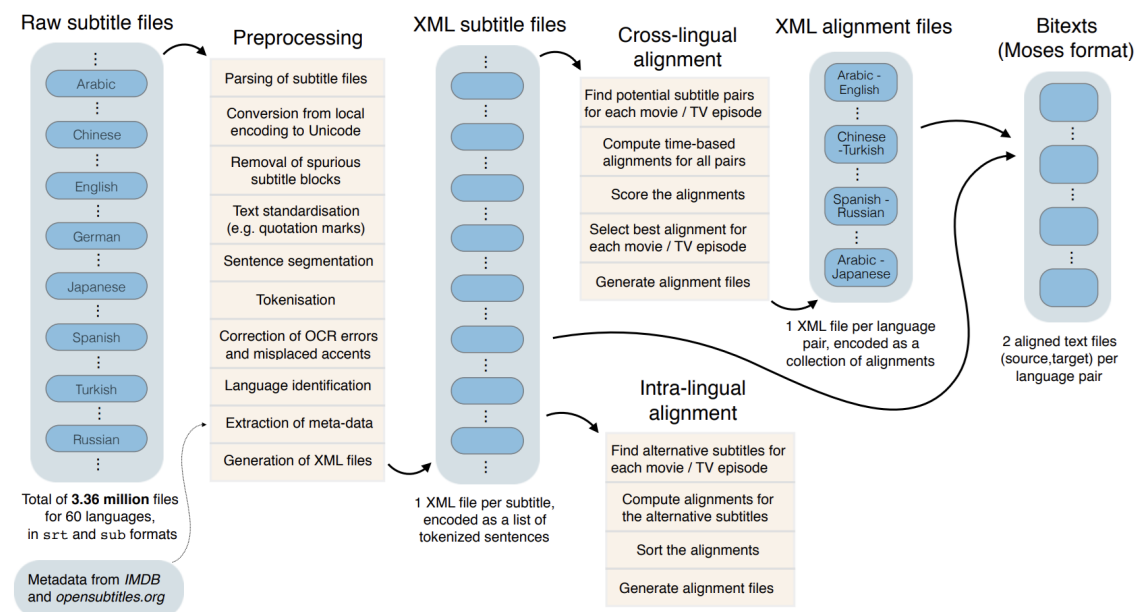 Raw subtitle files
⋮
Arabic
⋮
Chinese
⋮
English
⋮
German
⋮
Japanese
⋮
Spanish
⋮
Turkish
⋮
Russian
⋮
Total of 3.36 million files
for 60 languages,
in srt and sub formats
Metadata from IMDB
and opensubtitles.org
Preprocessing
Parsing of subtitle files
Conversion from local
encoding to Unicode
Removal of spurious
subtitle blocks
Text standardisation
(e.g. quotation marks)
Sentence segmentation
Tokenisation
Correction of OCR errors
and misplaced accents
Language identification
Extraction of meta-data
Generation of XML files
XML subtitle files
1 XML file per subtitle,
encoded as a list of
tokenized sentences
Cross-lingual
alignment
Find potential subtitle pairs
for each movie / TV episode
Compute time-based
alignments for all pairs
Score the alignments
Select best alignment for
each movie / TV episode
Generate alignment files
Intra-lingual
alignment
Find alternative subtitles for
each movie / TV episode
Compute alignments for
the alternative subtitles
Sort the alignments
Generate alignment files
XML alignment files
Arabic -
English
⋮
Chinese
-Turkish
⋮
Spanish -
Russian
⋮
Arabic -
Japanese
1 XML file per language
pair, encoded as a
collection of alignments
Bitexts
(Moses format)
2 aligned text files
(source,target) per
language pair